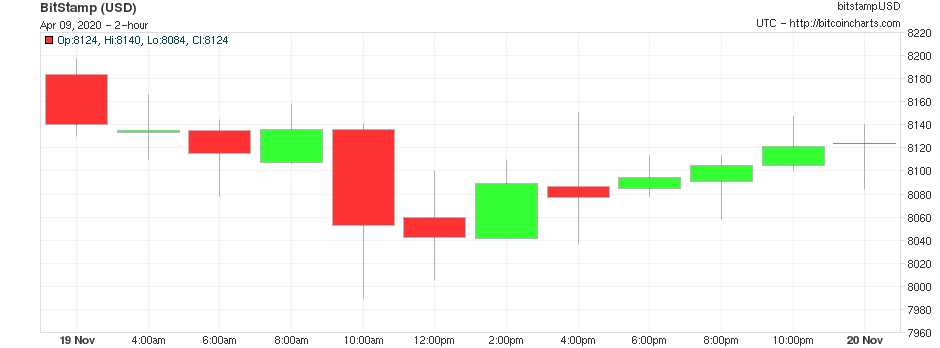 BitStamp (USD)
bitstampUSD
Apr 09, 2020 - 2-hour
UTC - http://bitcoincharts.com
Op:8124, Hi:8140, Lo:8084, Cl:8124
8220
8200
8180
8160
8140
8120
8100
8080
8060
8040
8020
8000
7980
7960
19 Nov 4:00am 6:00am 8:00am 10:00am 12:00pm 2:00pm 4:00pm 6:00pm 8:00pm 10:00pm 20 Nov